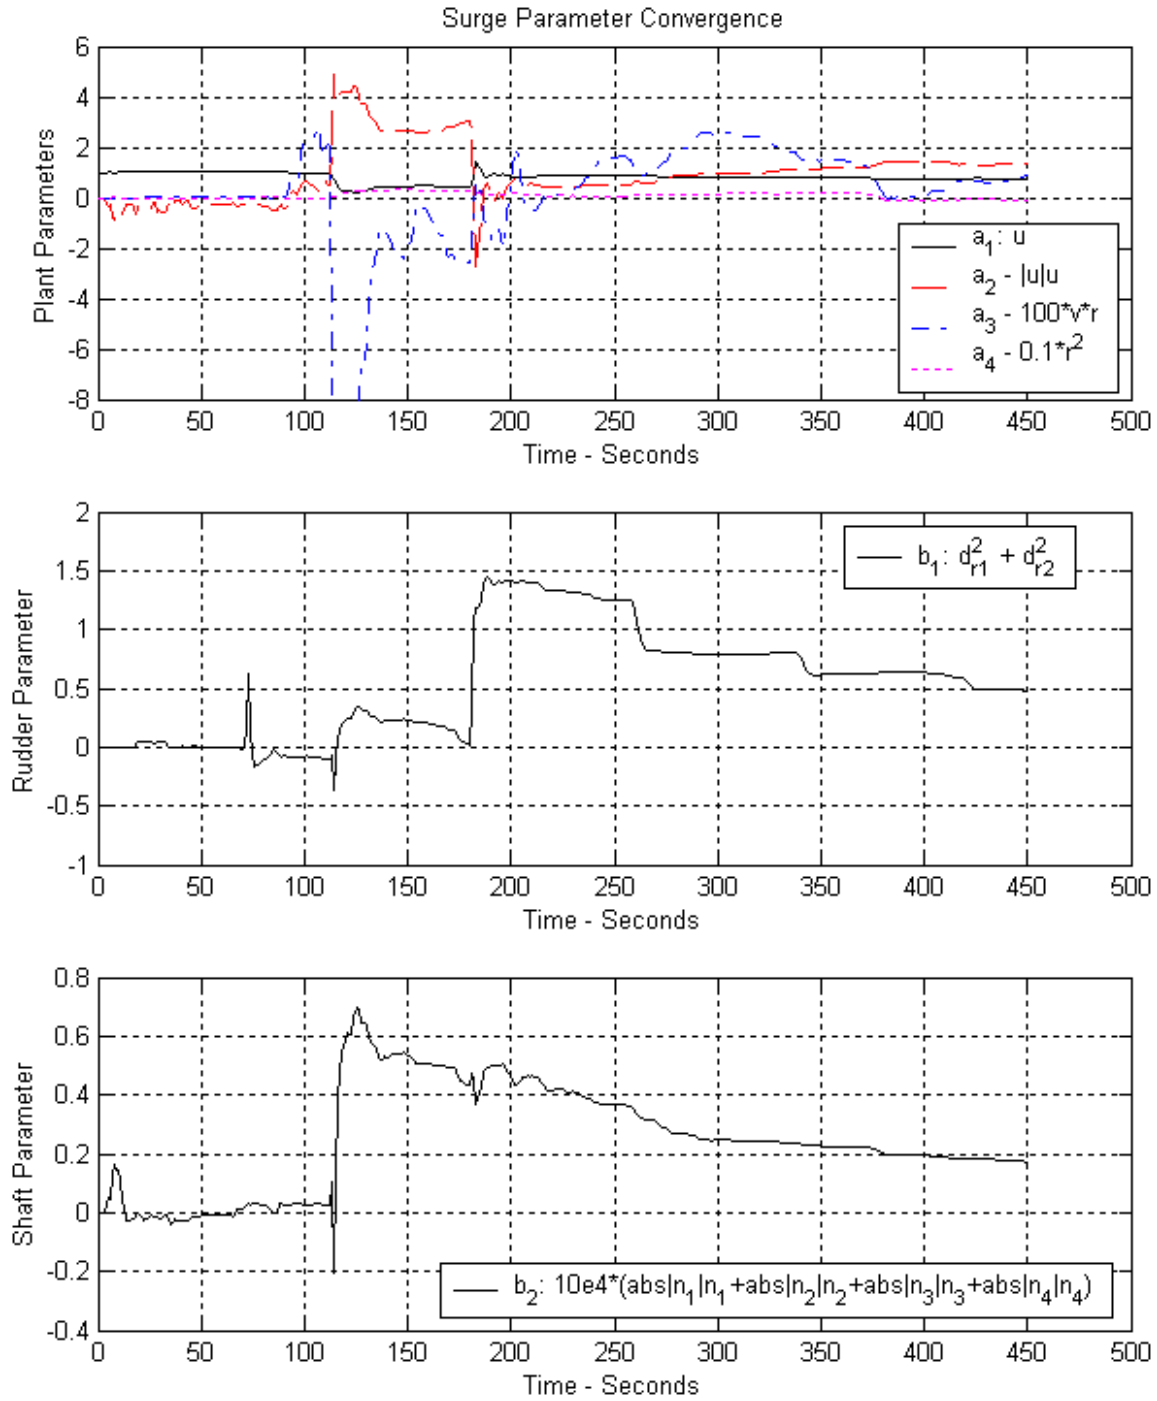 Surge Parameter Convergence
6
4
2
0
-2
-4
-6
-8
Plant Parameters
a1: u
a2 - |u|u
a3 - 100*v*r
a4 - 0.1*r^2
0 50 100 150 200 250 300 350 400 450 500
Time - Seconds
2
1.5
1
0.5
0
-0.5
-1
Rudder Parameter
b1: d_r1^2 + d_r2^2
0 50 100 150 200 250 300 350 400 450 500
Time - Seconds
0.8
0.6
0.4
0.2
0
-0.2
-0.4
Shaft Parameter
b2: 10e4*(abs|n1|n1+abs|n2|n2+abs|n3|n3+abs|n4|n4)
0 50 100 150 200 250 300 350 400 450 500
Time - Seconds